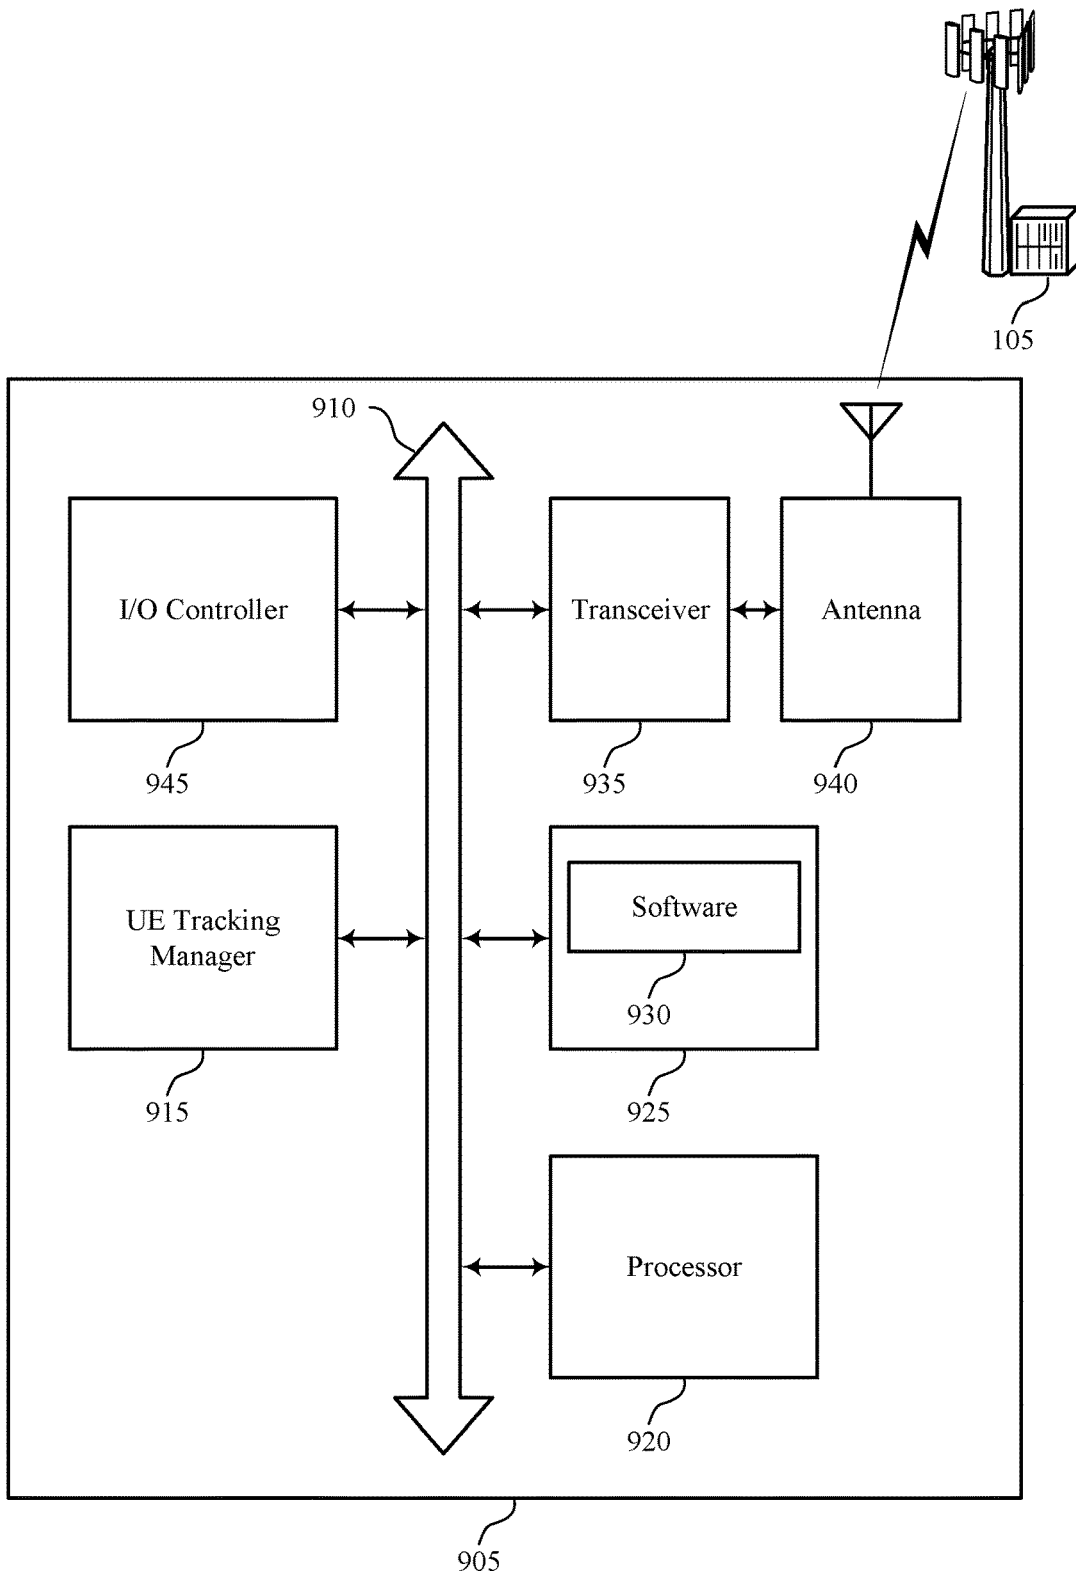 105
910
I/O Controller
Transceiver
Antenna
945
935
940
UE Tracking
Manager
Software
930
915
925
Processor
920
905